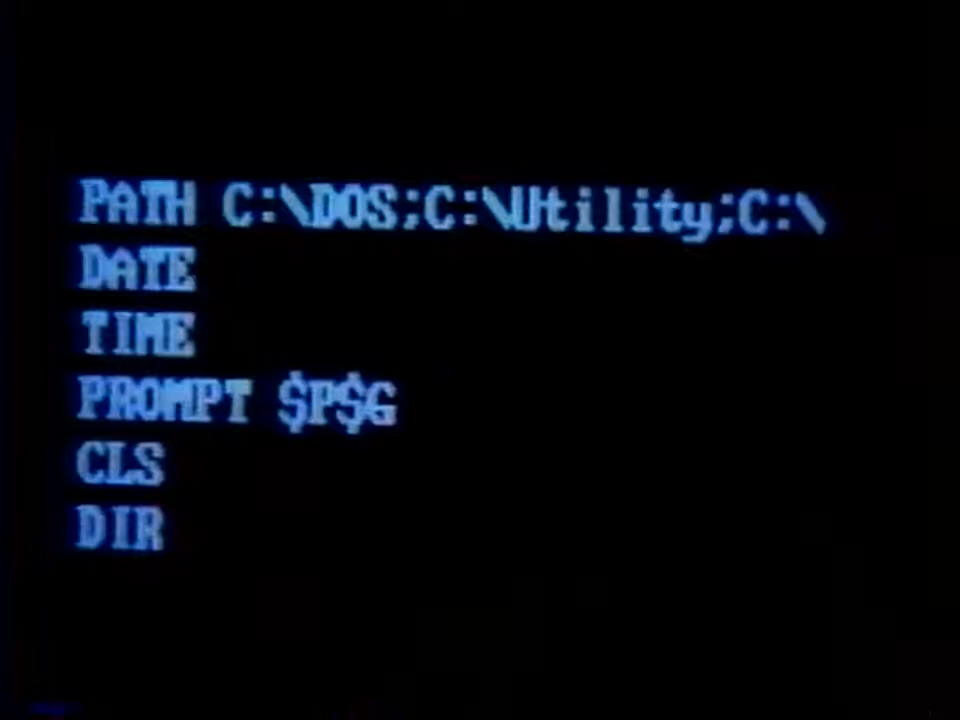 PATH C:\DOS;C:\Utility;C:\
DATE
TIME
PROMPT $P$G
CLS
DIR